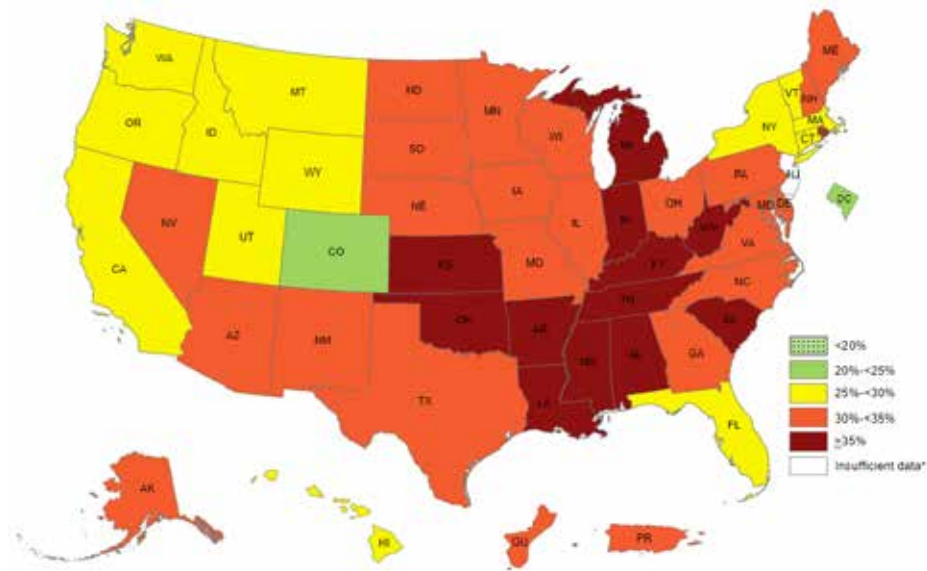 WA
MT
ND
MN
ME
VT
NH
OR
ID
SD
WI
MA
NY
CT
WY
MI
NJ
IA
PA
DC
NE
OH
MD
DE
NV
UT
IL
IN
WV
CO
VA
CA
KS
MO
KY
NC
TN
OK
AR
SC
AZ
NM
GA
MS
AL
TX
LA
FL
AK
HI
GU
PR
<20%
20%-<25%
25%-<30%
30%-<35%
≥35%
Insufficient data*